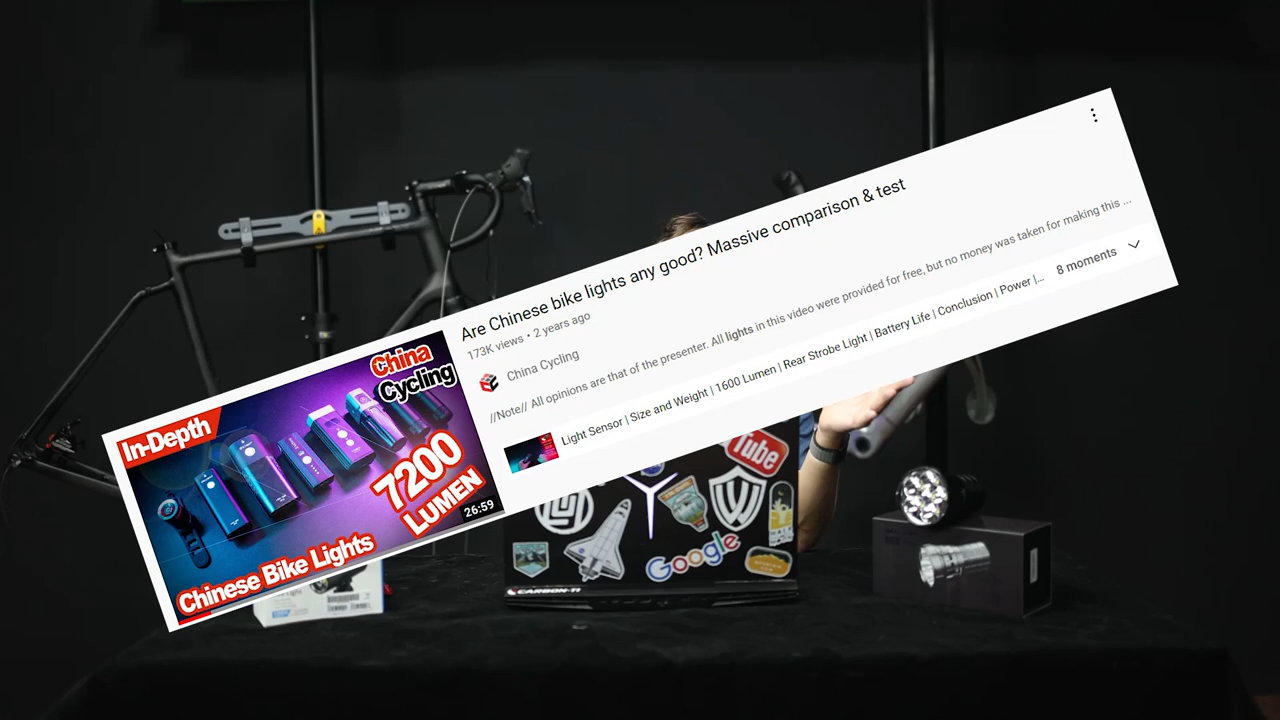 Are Chinese bike lights any good? Massive comparison & test
173K views • 2 years ago
China Cycling
//Note// All opinions are that of the presenter. All lights in this video were provided for free, but no money was taken for making this ...
Light Sensor | Size and Weight | 1600 Lumen | Rear Strobe Light | Battery Life | Conclusion | Power |...
8 moments
In-Depth
China
Cycling
7200
LUMEN
26:59
Chinese Bike Lights
Tube
Google
CARBON-TI